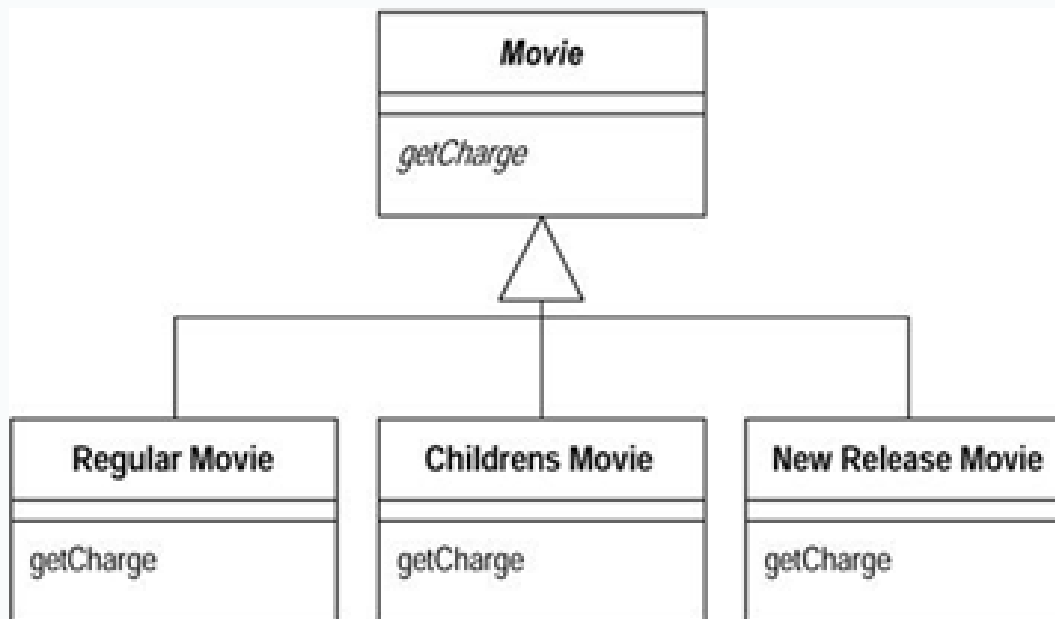 Movie
getCharge
Regular Movie
Childrens Movie
New Release Movie
getCharge
getCharge
getCharge